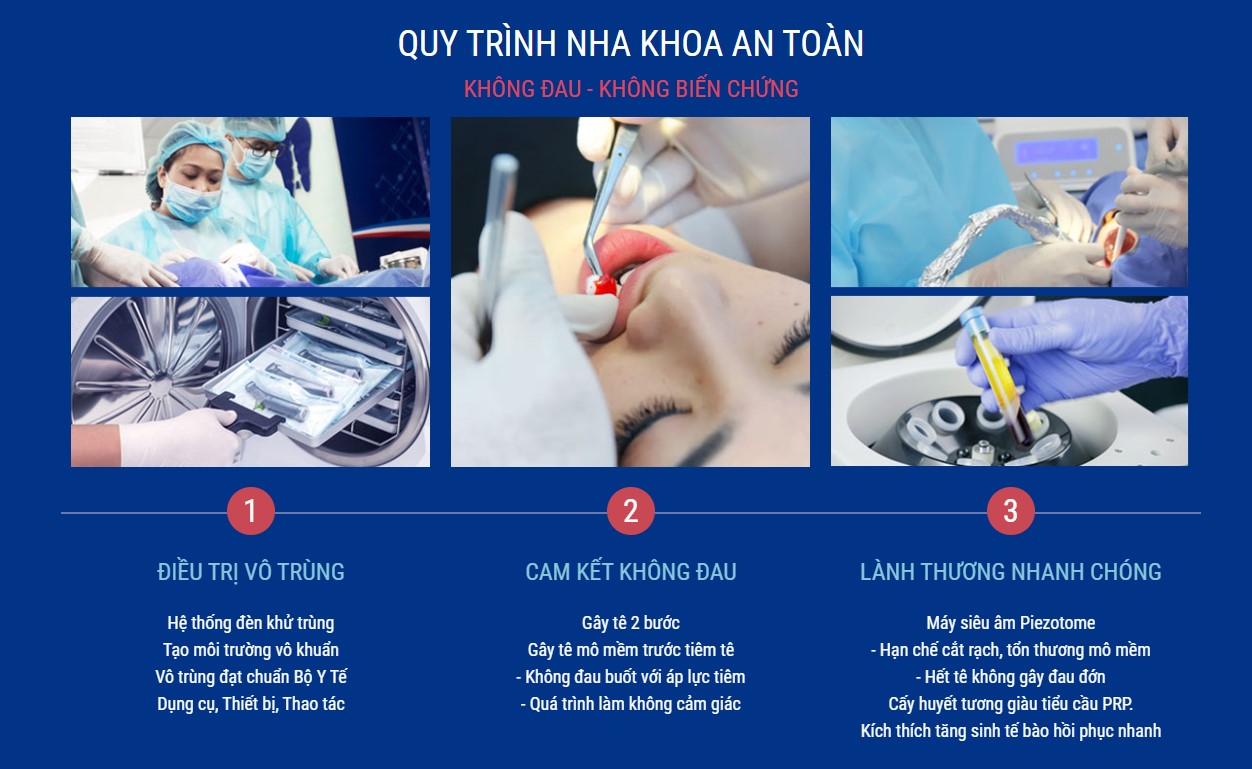 QUY TRÌNH NHA KHOA AN TOÀN
KHÔNG ĐAU - KHÔNG BIẾN CHỨNG
1
ĐIỀU TRỊ VÔ TRÙNG
Hệ thống đèn khử trùng
Tạo môi trường vô khuẩn
Vô trùng đạt chuẩn Bộ Y Tế
Dụng cụ, Thiết bị, Thao tác
2
CAM KẾT KHÔNG ĐAU
Gây tê 2 bước
Gây tê mô mềm trước tiêm tê
- Không đau buốt với áp lực tiêm
- Quá trình làm không cảm giác
3
LÀNH THƯƠNG NHANH CHÓNG
Máy siêu âm Piezotome
- Hạn chế cắt rạch, tổn thương mô mềm
- Hết tê không gây đau đớn
Cấy huyết tương giàu tiểu cầu PRP.
Kích thích tăng sinh tế bào hồi phục nhanh